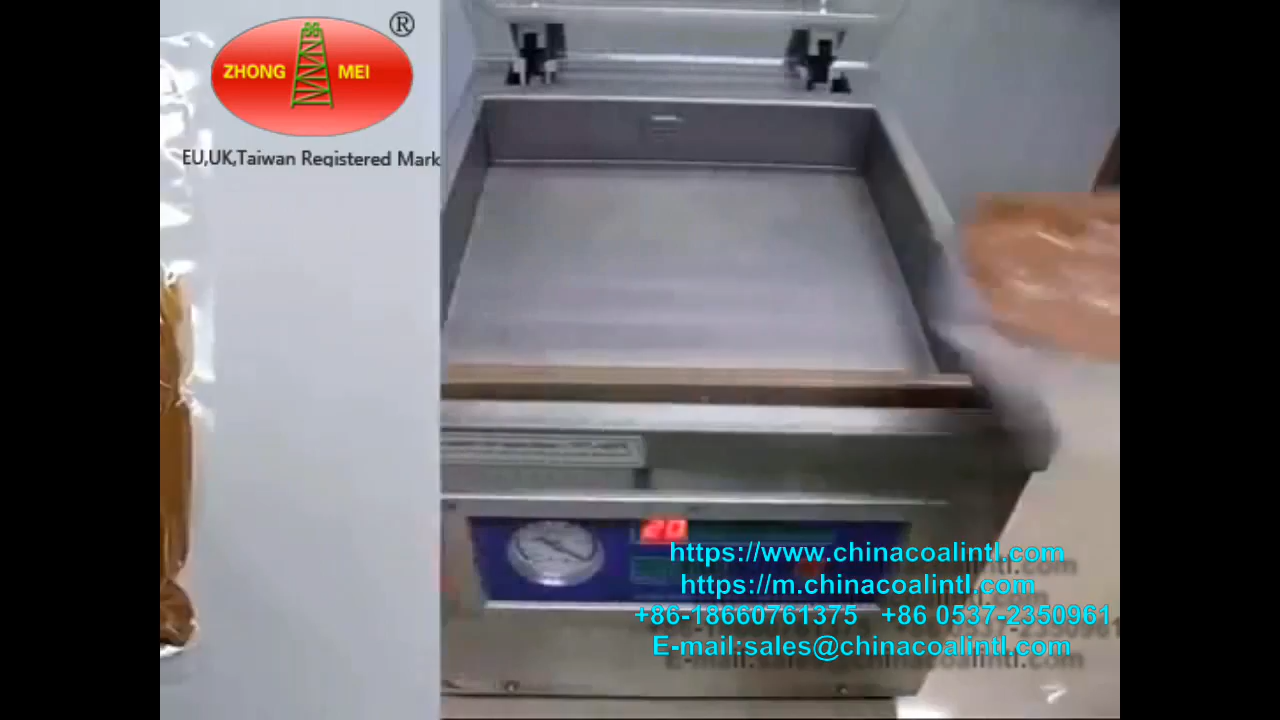 ®
ZHONG MEI
EU,UK,Taiwan Registered Mark
20
https://www.chinacoalintl.com
https://m.chinacoalintl.com
+86-18660761375 +86 0537-2350961
E-mail:sales@chinacoalintl.com